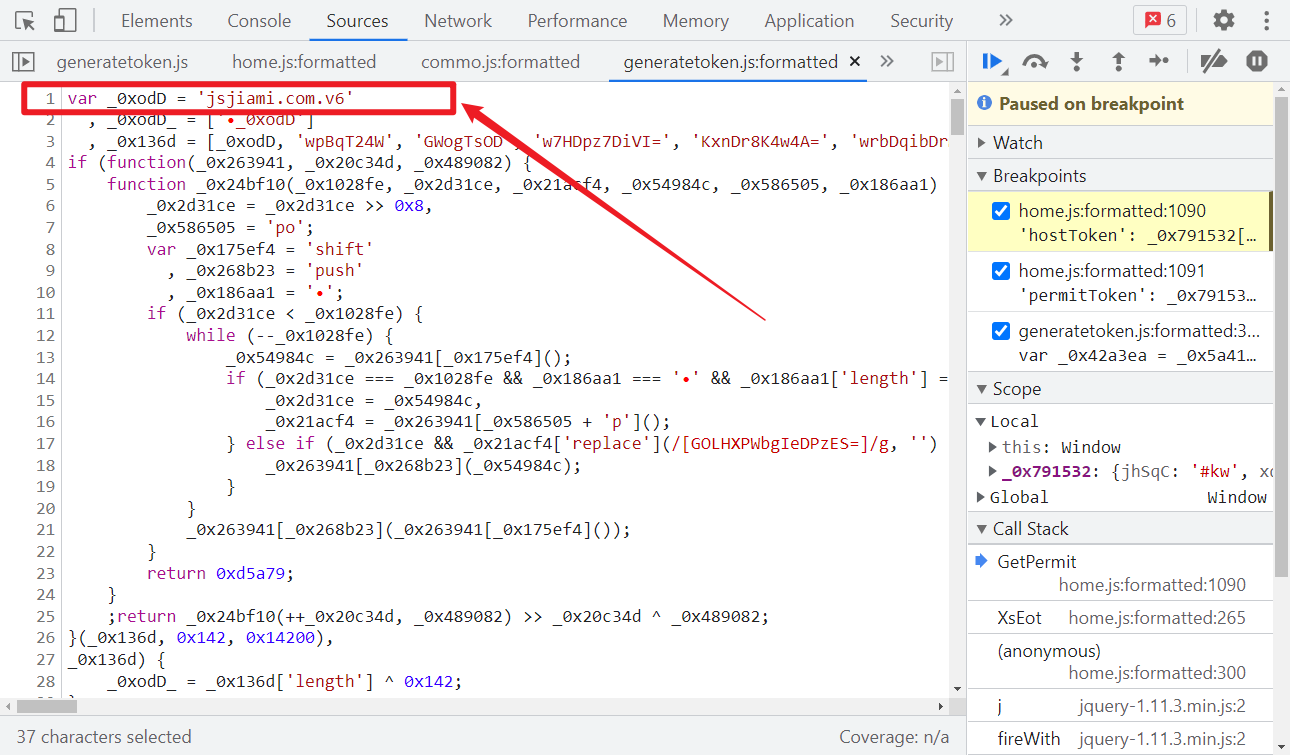 Elements Console Sources Network Performance Memory Application Security » 6
generatetoken.js home.js:formatted commo.js:formatted generatetoken.js:formatted × »
1 var _0xodD = 'jsjiami.com.v6'
2 , _0xodD_ = ['•_0xodD']
3 , _0x136d = [_0xodD, 'wpBqT24W', 'GWogTsOD', 'w7HDpz7DiVI=', 'KxnDr8K4w4A=', 'wrbDqibDr
4 if (function(_0x263941, _0x20c34d, _0x489082) {
5 function _0x24bf10(_0x1028fe, _0x2d31ce, _0x21acf4, _0x54984c, _0x586505, _0x186aa1)
6 _0x2d31ce = _0x2d31ce >> 0x8,
7 _0x586505 = 'po';
8 var _0x175ef4 = 'shift'
9 , _0x268b23 = 'push'
10 , _0x186aa1 = '•';
11 if (_0x2d31ce < _0x1028fe) {
12 while (--_0x1028fe) {
13 _0x54984c = _0x263941[_0x175ef4]();
14 if (_0x2d31ce === _0x1028fe && _0x186aa1 === '•' && _0x186aa1['length'] =
15 _0x2d31ce = _0x54984c,
16 _0x21acf4 = _0x263941[_0x586505 + 'p']();
17 } else if (_0x2d31ce && _0x21acf4['replace'](/[GOLHXPWbgIeDPzES=]/g, '')
18 _0x263941[_0x268b23](_0x54984c);
19 }
20 }
21 _0x263941[_0x268b23](_0x263941[_0x175ef4]());
22 }
23 return 0xd5a79;
24 }
25 ;return _0x24bf10(++_0x20c34d, _0x489082) >> _0x20c34d ^ _0x489082;
26 }(_0x136d, 0x142, 0x14200),
27 _0x136d) {
28 _0xodD_ = _0x136d['length'] ^ 0x142;
37 characters selected Coverage: n/a
Paused on breakpoint
Watch
Breakpoints
home.js:formatted:1090
'hostToken': _0x791532[…
home.js:formatted:1091
'permitToken': _0x79153…
generatetoken.js:formatted:3…
var _0x42a3ea = _0x5a41…
Scope
Local
this: Window
_0x791532: {jhSqC: '#kw', xo
Global Window
Call Stack
GetPermit
home.js:formatted:1090
XsEot home.js:formatted:265
(anonymous)
home.js:formatted:300
j jquery-1.11.3.min.js:2
fireWith jquery-1.11.3.min.js:2